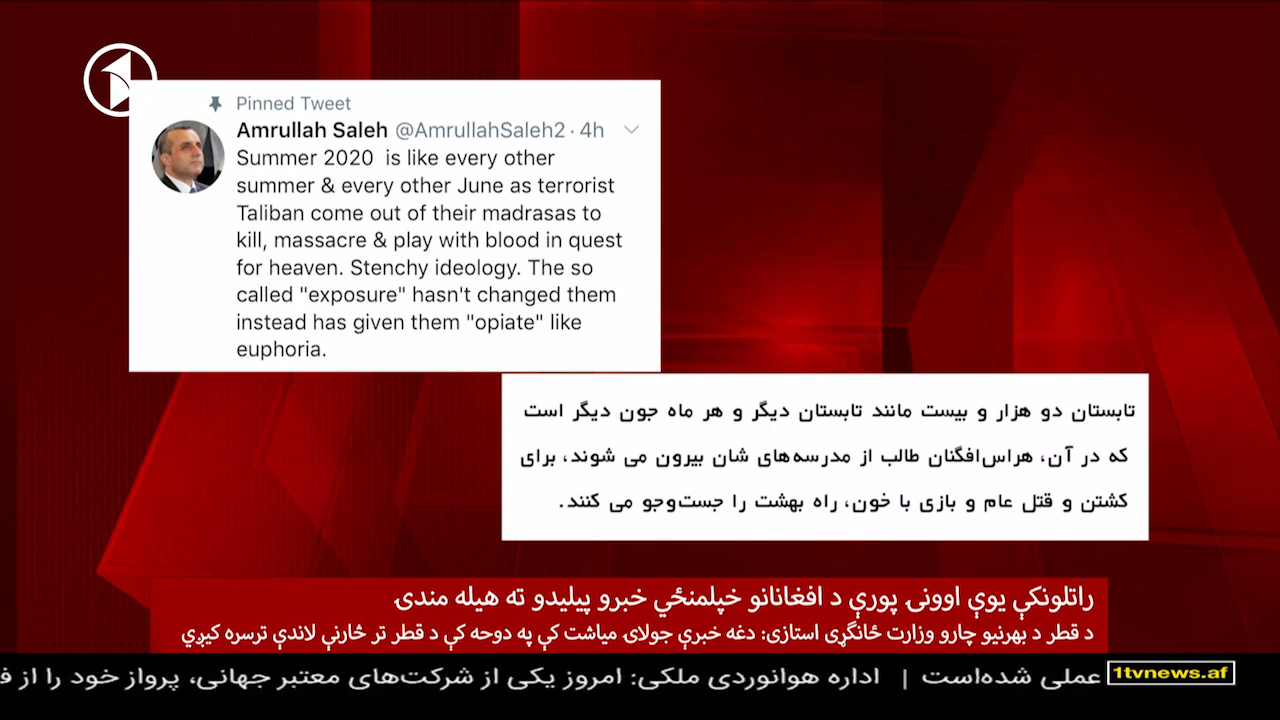 Pinned Tweet
Amrullah Saleh @AmrullahSaleh2 · 4h
Summer 2020 is like every other
summer & every other June as terrorist
Taliban come out of their madrasas to
kill, massacre & play with blood in quest
for heaven. Stenchy ideology. The so
called "exposure" hasn't changed them
instead has given them "opiate" like
euphoria.
تابستان دو هزار و بیست مانند تابستان دیگر و هر ماه جون دیگر است
که در آن، هراس‌افگنان طالب از مدرسه‌های شان بیرون می شوند، برای
کشتن و قتل عام و بازی با خون، راه بهشت را جست‌وجو می کنند.
راتلونکې یوې اوونۍ پورې د افغانانو خپلمنځي خبرو پیلیدو ته هیله مندۍ
د قطر د بهرنیو چارو وزارت ځانګړی استازی: دغه خبرې جولای میاشت کې په دوحه کې د قطر تر څارنې لاندې ترسره کیږي
عملی شده‌است | اداره هوانوردی ملکی: امروز یکی از شرکت‌های معتبر جهانی، پرواز خود را از ف
1tvnews.af